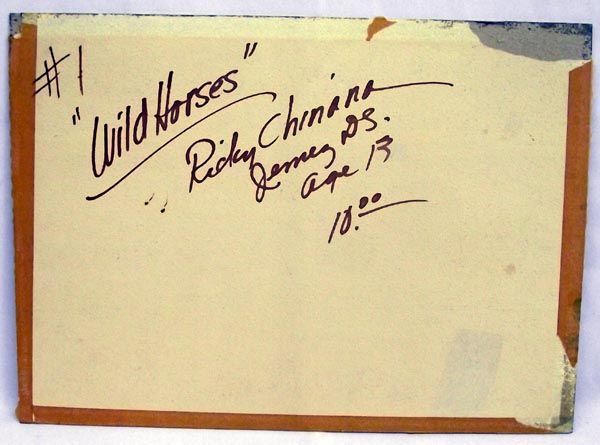 #1
"Wild Horses"
Ricky Chinana
Jemez DS.
age 13
10.00